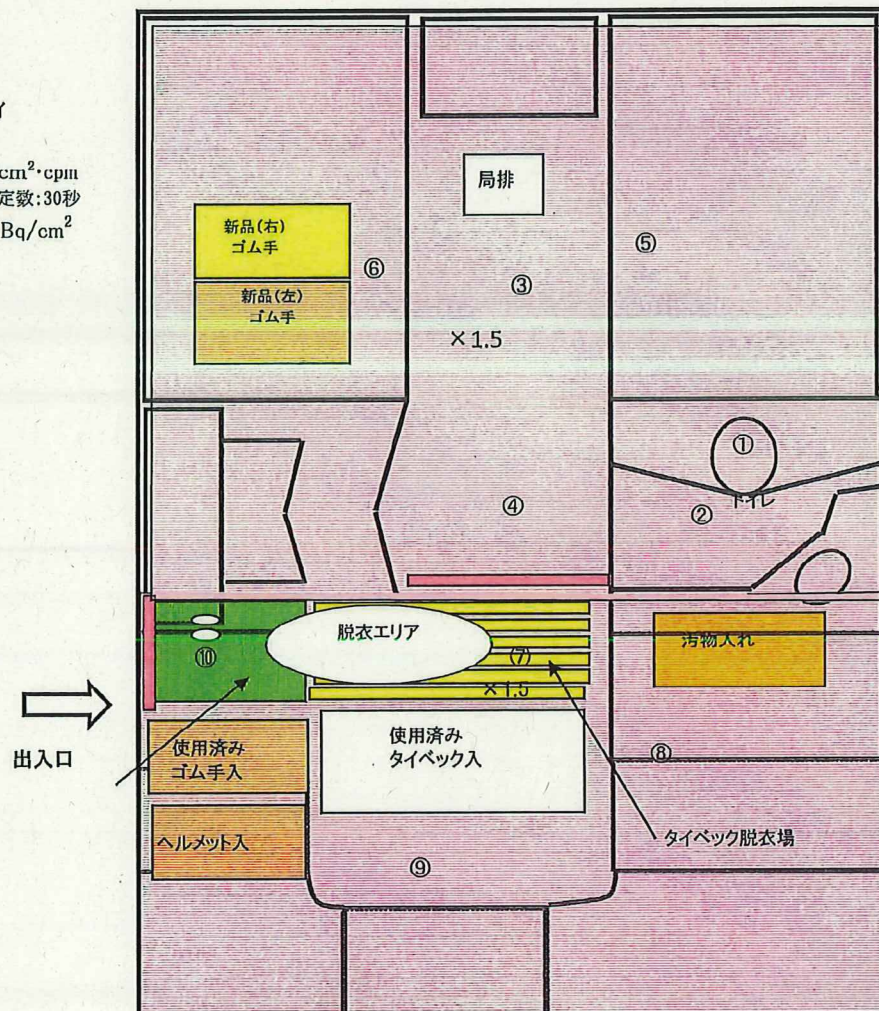 イ
cm²・cpm
定数:30秒
Bq/cm²
局排
新品(右)
ゴム手
新品(左)
ゴム手
⑥
③
⑤
×1.5
①
④
②
トイレ
脱衣エリア
⑩
(7)
×1.5
汚物入れ
出入口
使用済み
ゴム手入
使用済み
タイベック入
⑧
ヘルメット入
タイベック脱衣場
⑨